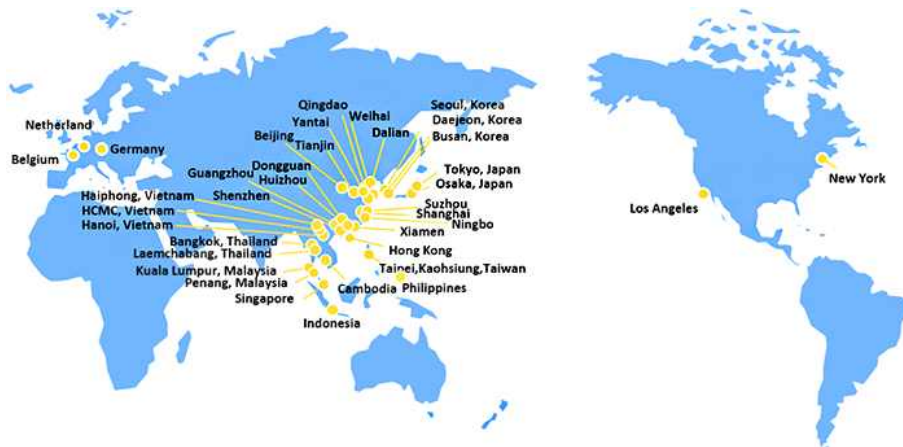 Qingdao
Weihai
Seoul, Korea
Yantai
Daejeon, Korea
Netherland
Beijing
Dalian
Busan, Korea
Tianjin
Germany
Belgium
Dongguan
Guangzhou
Huizhou
Tokyo, Japan
Osaka, Japan
New York
Haiphong, Vietnam
Shenzhen
Los Angeles
Suzhou
HCMC, Vietnam
Shanghai
Hanoi, Vietnam
Ningbo
Xiamen
Bangkok, Thailand
Laemchabang, Thailand
Hong Kong
Kuala Lumpur, Malaysia
Tainei,Kaohsiung,Taiwan
Penang, Malaysia
Cambodia
Philippines
Singapore
Indonesia